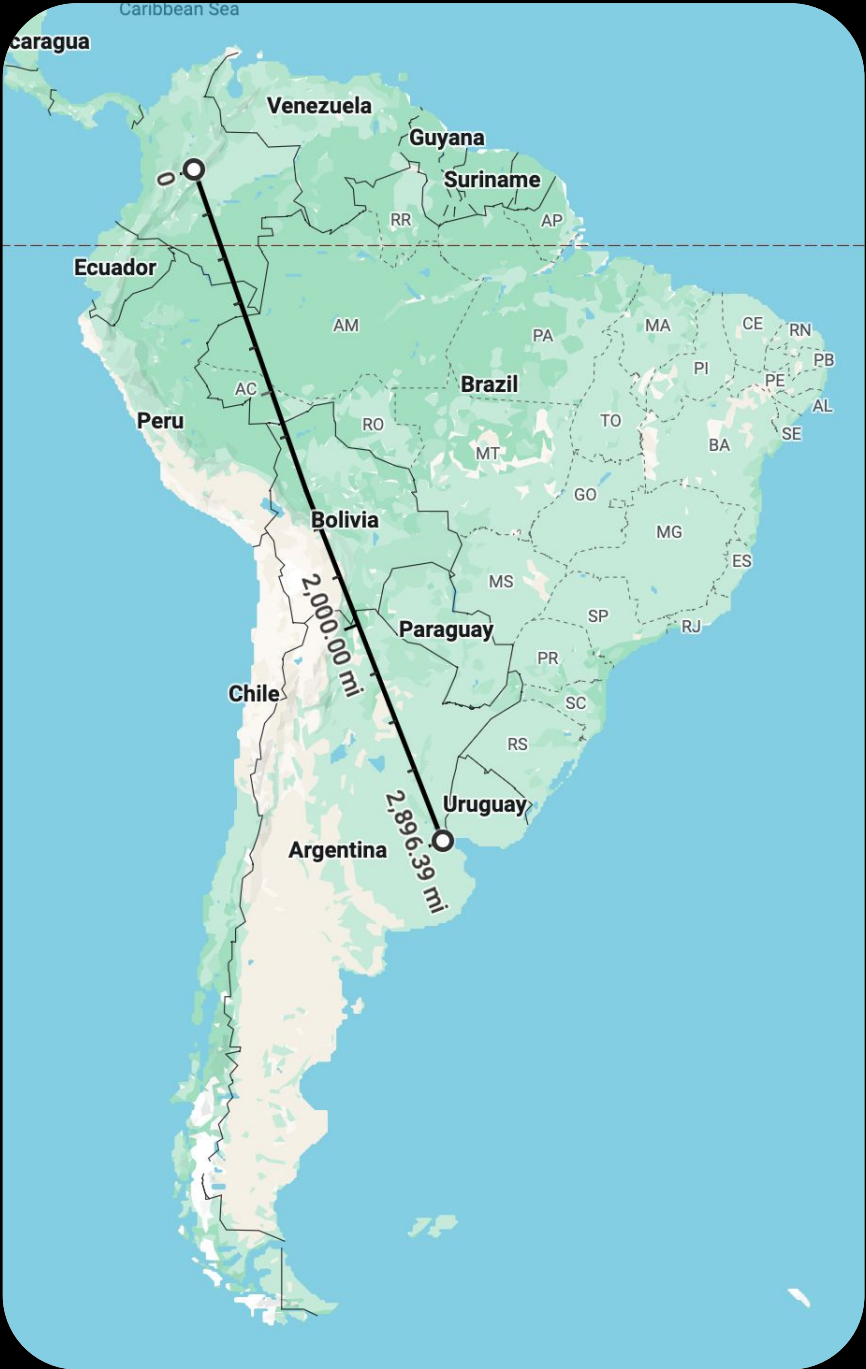 Caribbean Sea
caragua
Venezuela
Guyana
Suriname
0
RR
AP
Ecuador
AM
PA
MA
CE
RN
PB
PI
PE
AC
Brazil
AL
Peru
RO
TO
SE
BA
MT
GO
Bolivia
MG
ES
MS
2,000.00 mi
SP
RJ
Paraguay
PR
Chile
SC
RS
Uruguay
2,896.39 mi
Argentina